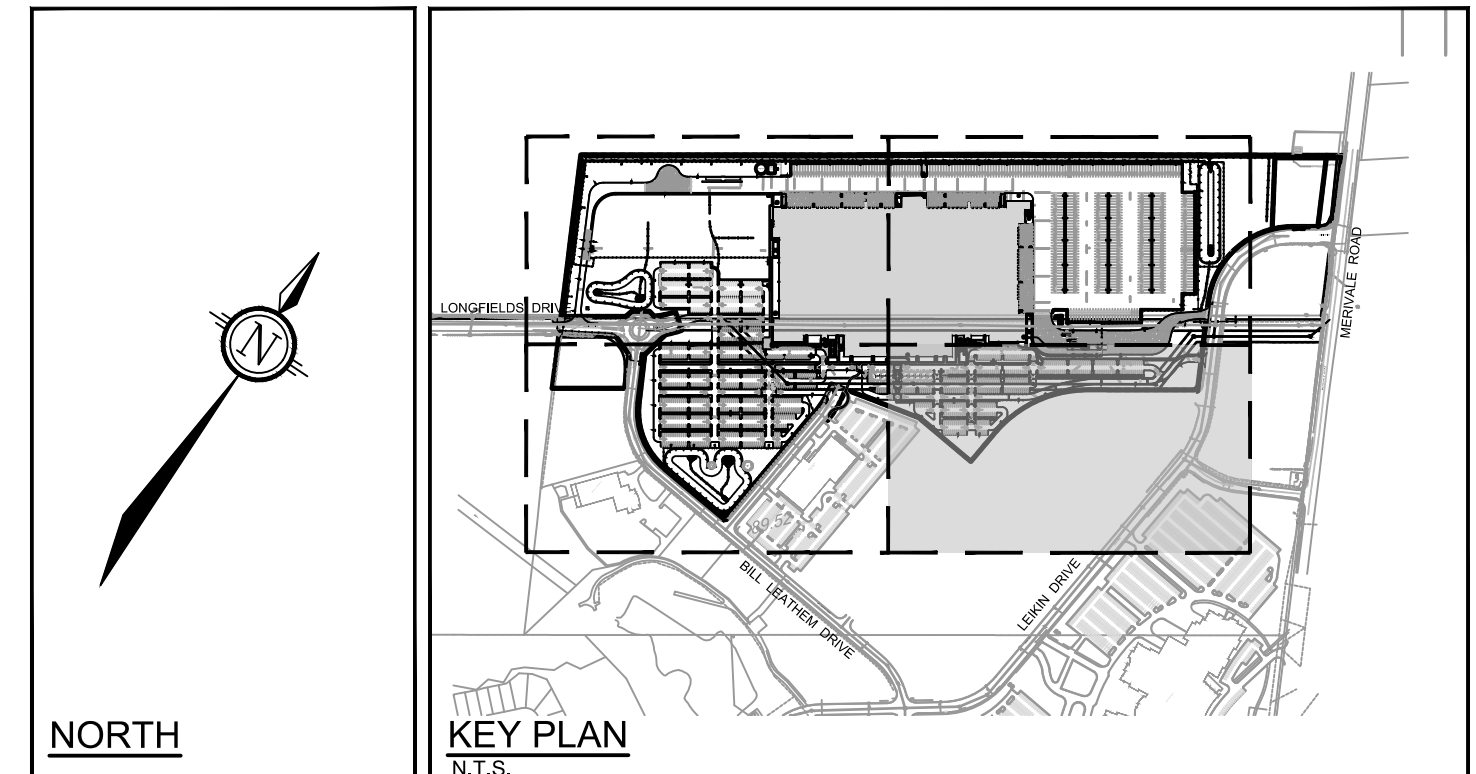 N
NORTH
LONGFIELDS DRIVE
MERIVALE ROAD
89.52
BILL LEATHEM DRIVE
LEIKIN DRIVE
KEY PLAN
N.T.S.